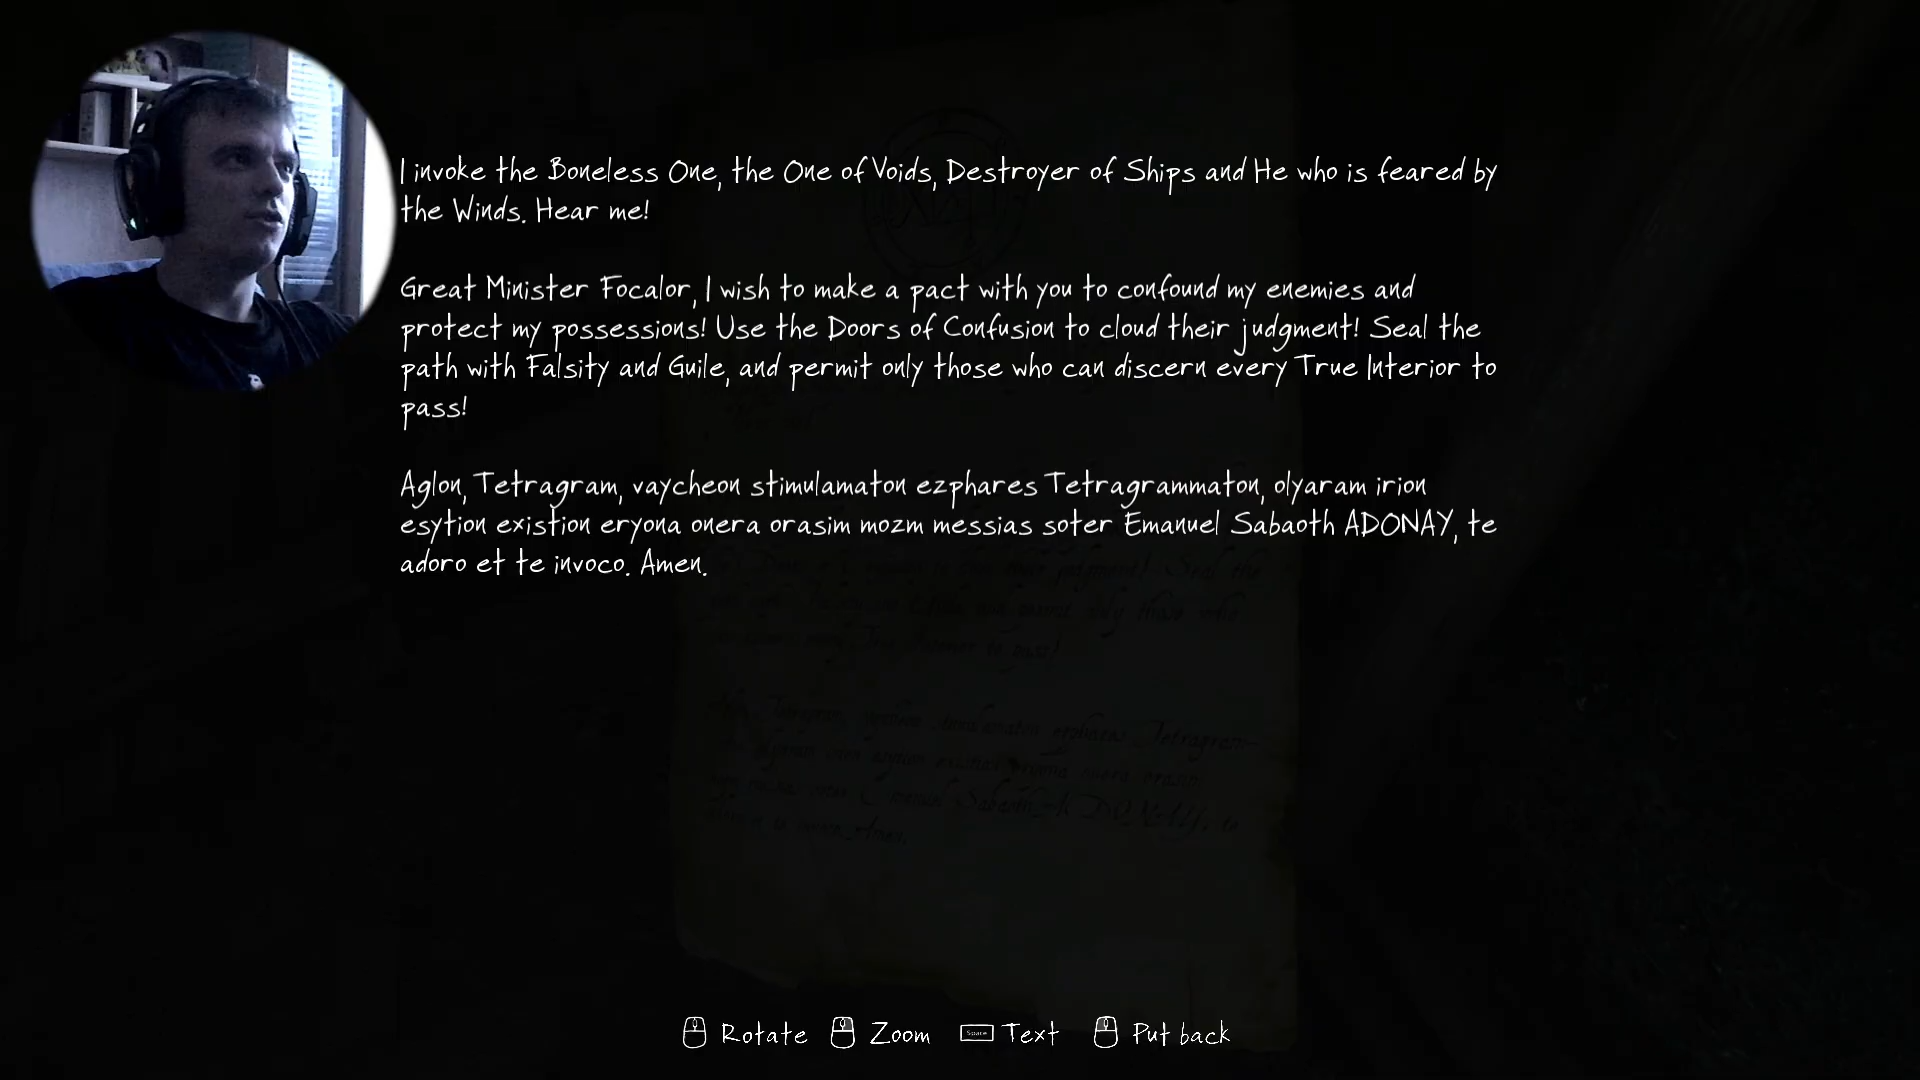 I invoke the Boneless One, the One of Voids, Destroyer of Ships and He who is feared by
the Winds. Hear me!
Great Minister Focalor, I wish to make a pact with you to confound my enemies and
protect my possessions! Use the Doors of Confusion to cloud their judgment! Seal the
path with Falsity and Guile, and permit only those who can discern every True Interior to
pass!
Aglon, Tetragram, vaycheon stimulamaton ezphares Tetragrammaton, olyaram irion
esytion existion eryona onera orasim mozm messias soter Emanuel Sabaoth ADONAY, te
adoro et te invoco. Amen.
Rotate Zoom Space Text Put back